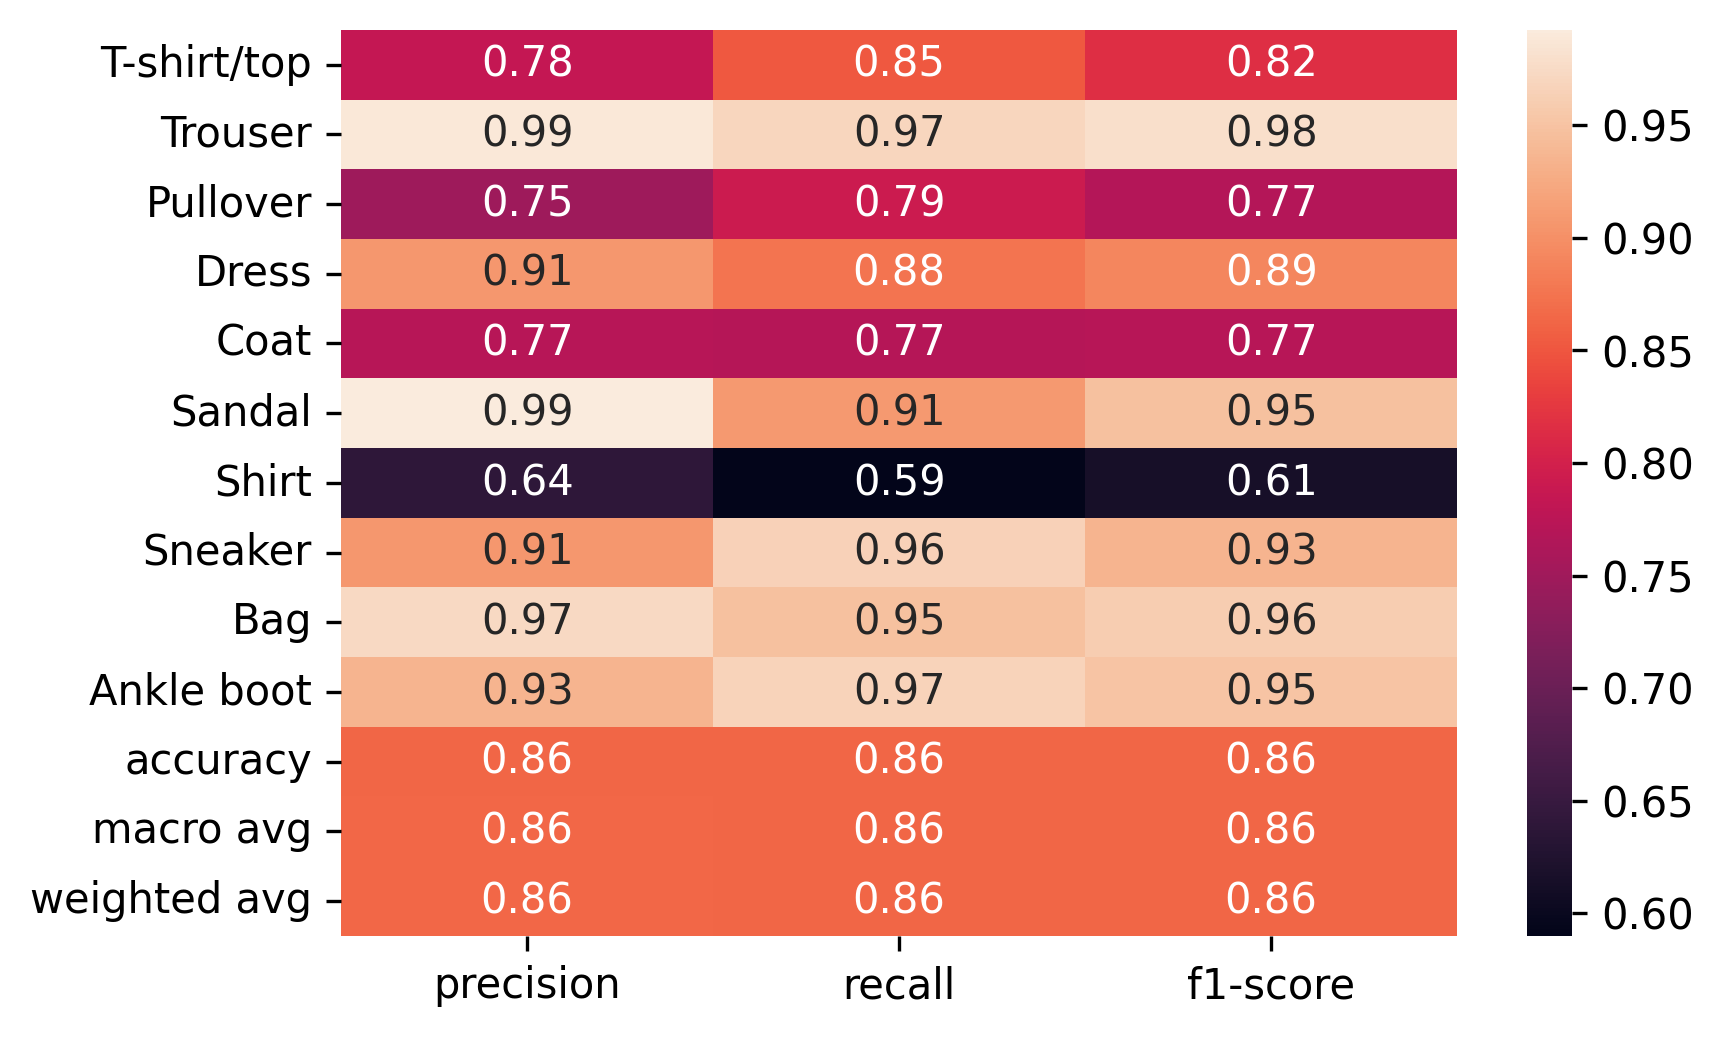 T-shirt/top 0.78 0.85 0.82
Trouser 0.99 0.97 0.98
Pullover 0.75 0.79 0.77
Dress 0.91 0.88 0.89
Coat 0.77 0.77 0.77
Sandal 0.99 0.91 0.95
Shirt 0.64 0.59 0.61
Sneaker 0.91 0.96 0.93
Bag 0.97 0.95 0.96
Ankle boot 0.93 0.97 0.95
accuracy 0.86 0.86 0.86
macro avg 0.86 0.86 0.86
weighted avg 0.86 0.86 0.86
precision recall f1-score
0.95
0.90
0.85
0.80
0.75
0.70
0.65
0.60